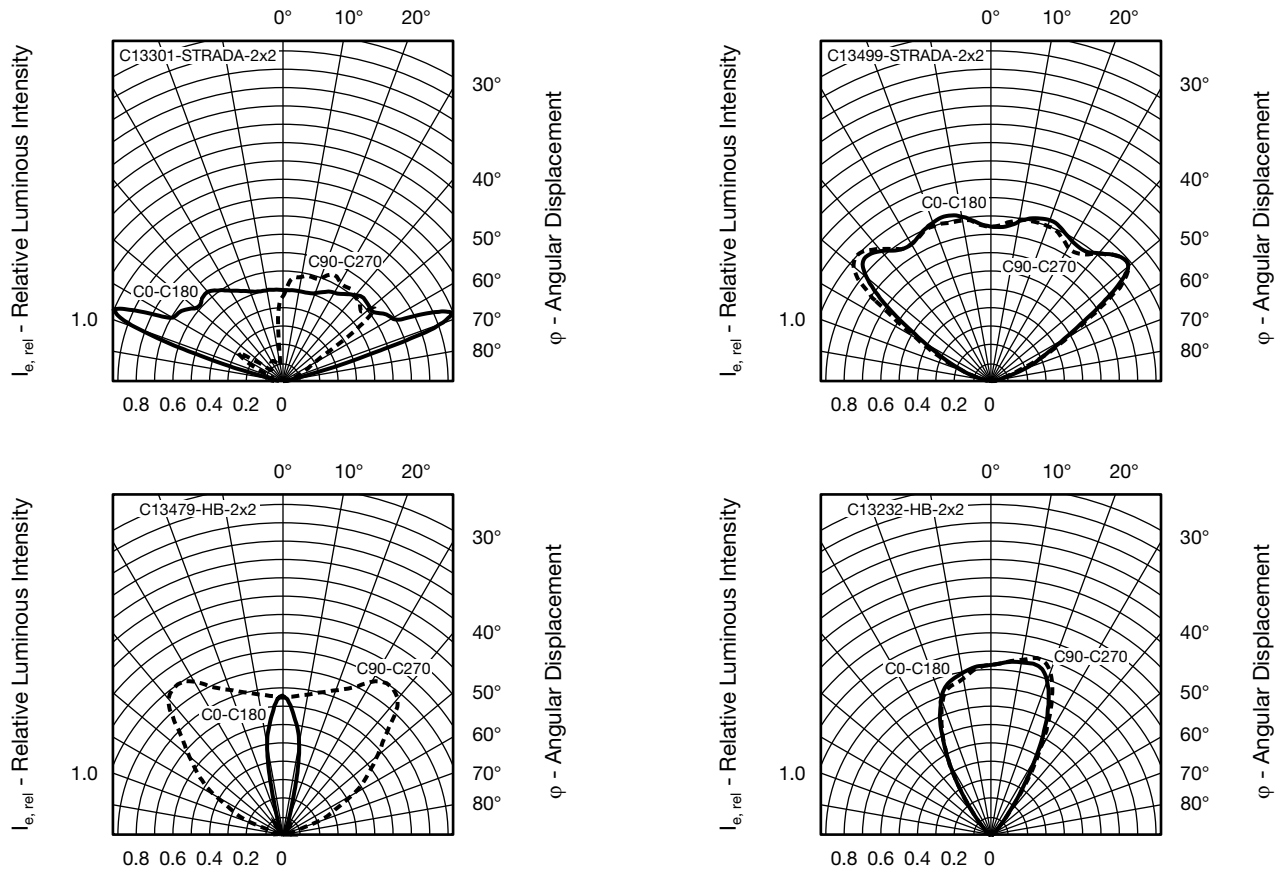 0° 10° 20°
C13301-STRADA-2x2
30°
40°
50°
60°
70°
80°
C90-C270
C0-C180
1.0
0.8 0.6 0.4 0.2 0
Ie, rel - Relative Luminous Intensity
φ - Angular Displacement
0° 10° 20°
C13499-STRADA-2x2
30°
40°
50°
60°
70°
80°
C0-C180
C90-C270
1.0
0.8 0.6 0.4 0.2 0
Ie, rel - Relative Luminous Intensity
φ - Angular Displacement
0° 10° 20°
C13479-HB-2x2
30°
40°
50°
60°
70°
80°
C90-C270
C0-C180
1.0
0.8 0.6 0.4 0.2 0
Ie, rel - Relative Luminous Intensity
φ - Angular Displacement
0° 10° 20°
C13232-HB-2x2
30°
40°
50°
60°
70°
80°
C90-C270
C0-C180
1.0
0.8 0.6 0.4 0.2 0
Ie, rel - Relative Luminous Intensity
φ - Angular Displacement